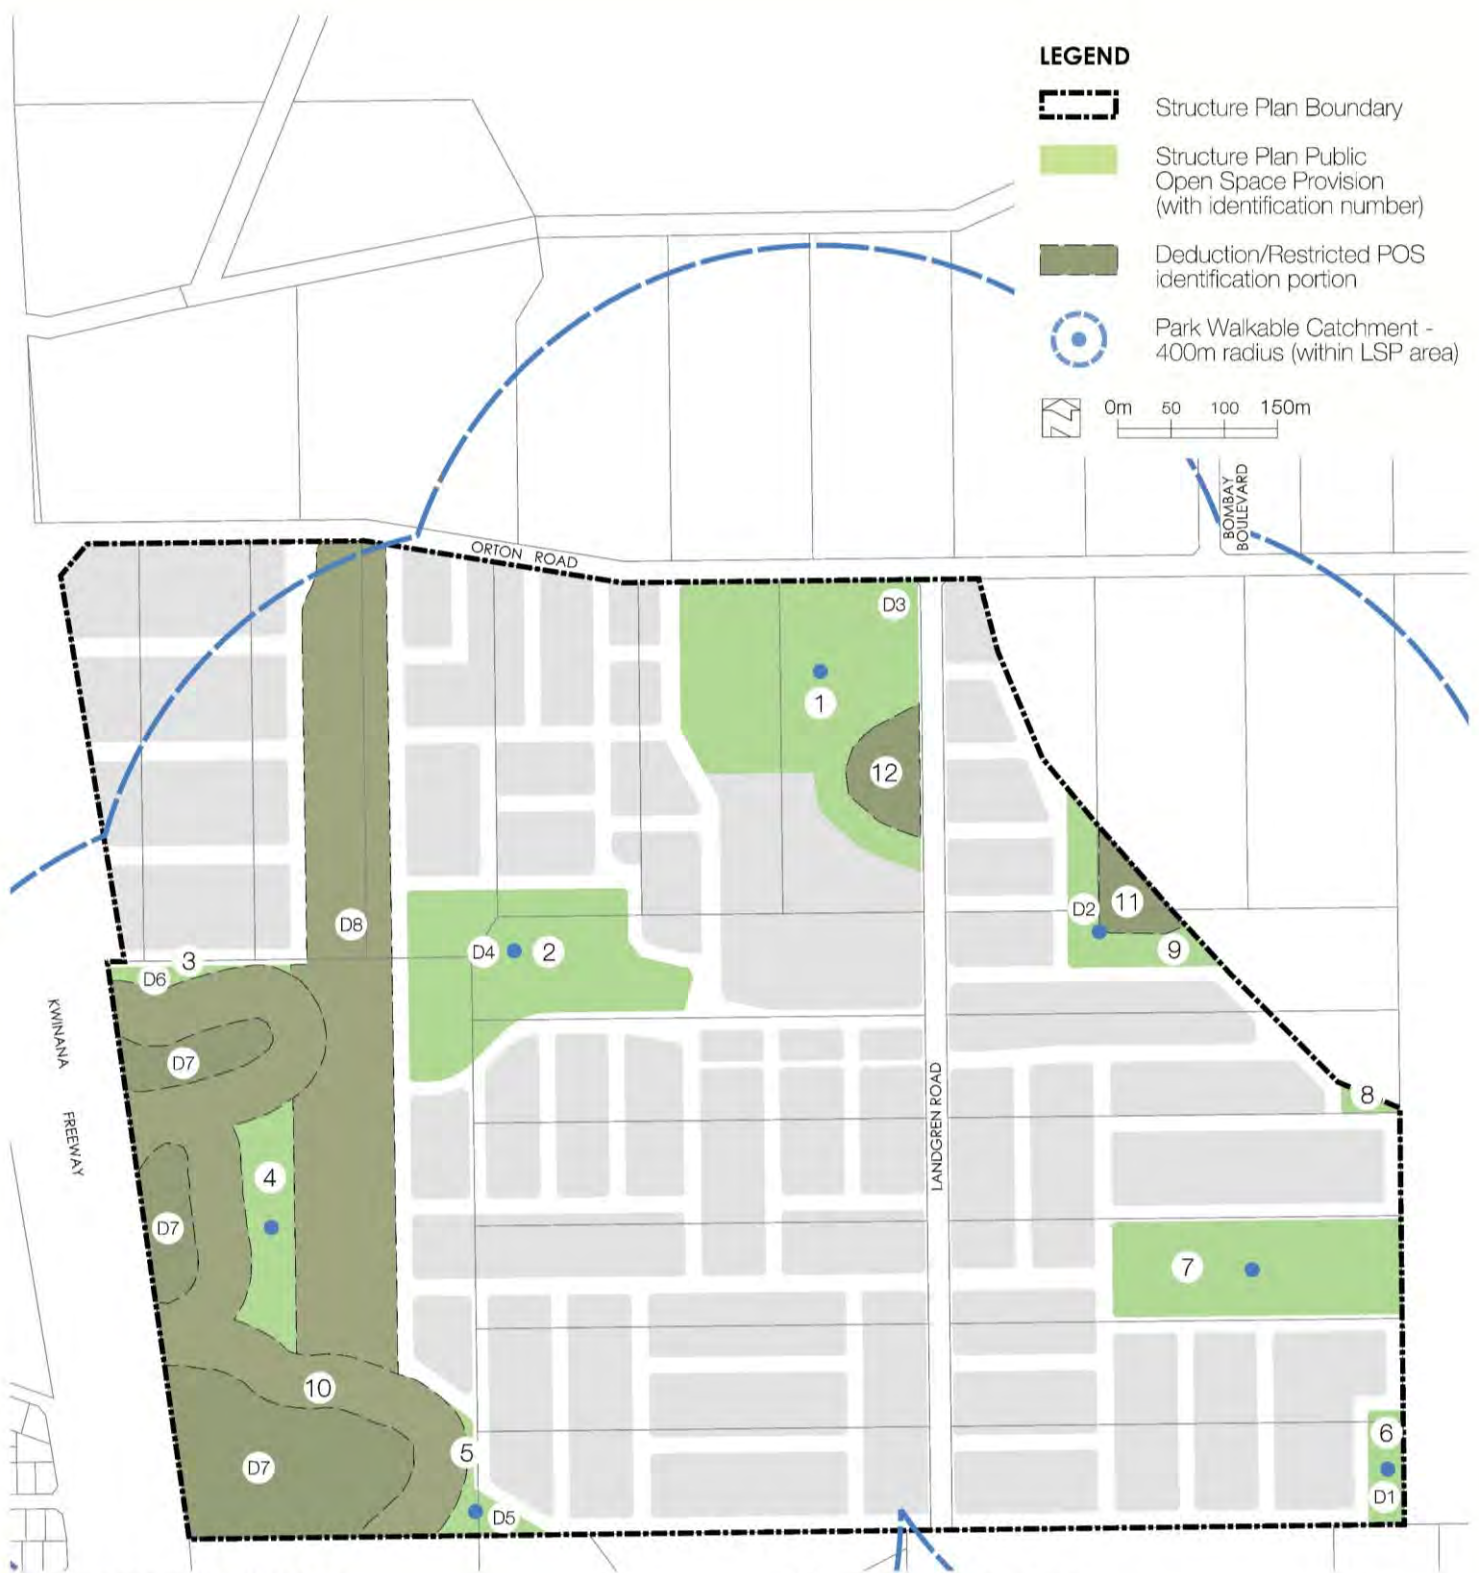 LEGEND
Structure Plan Boundary
Structure Plan Public
Open Space Provision
(with identification number)
Deduction/Restricted POS
identification portion
Park Walkable Catchment -
400m radius (within LSP area)
0m 50 100 150m
BOMBAY
BOULEVARD
ORTON ROAD
D3
1
12
D2
11
9
D8
D4
2
3
D6
KWINANA
FREEWAY
D7
LANDGREN ROAD
8
4
D7
7
10
5
6
D7
D1
D5